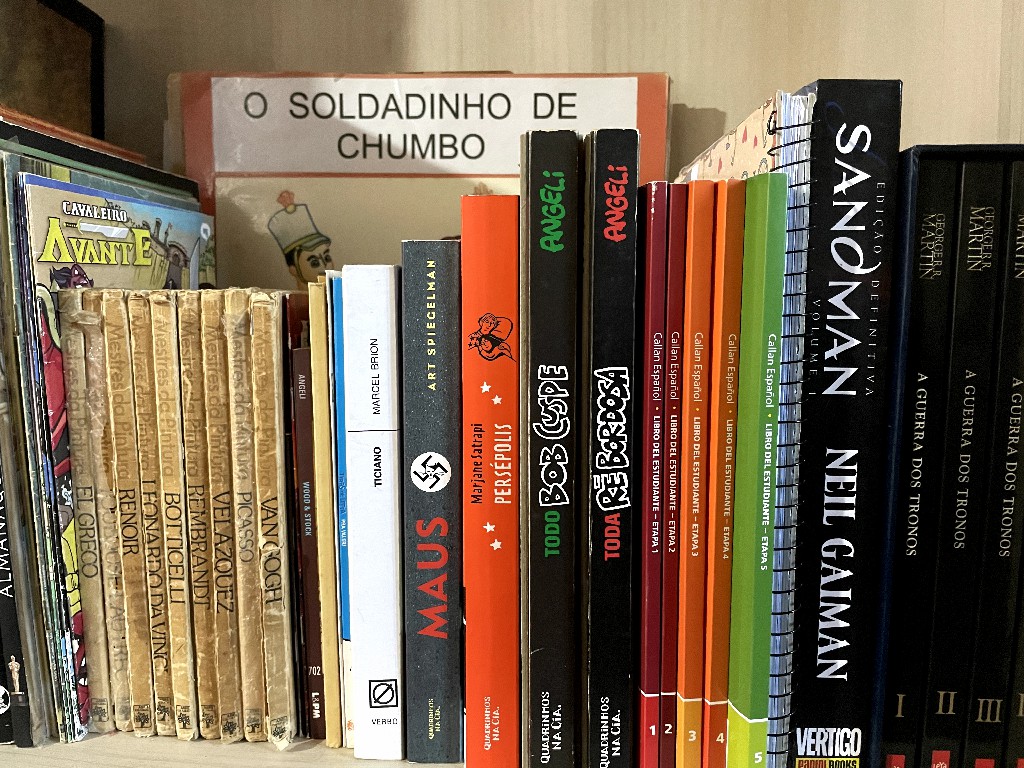 O SOLDADINHO DE
CHUMBO
CAVALEIRO
AVANTE
EL GRECO
RENOIR
LEONARDO DA VINCI
BOTTICELLI
REMBRANDT
VELÁZQUEZ
PICASSO
VAN GOGH
ANGELI
WOOD & STOCK
702
L&PM
MARCEL BRION
TICIANO
VERBO
ART SPIEGELMAN
MAUS
QUADRINHOS
NA CIA.
Marjane Satrapi
PERSÉPOLIS
QUADRINHOS
NA CIA.
ANGELI
TODO BOB CUSPE
QUADRINHOS
NA CIA.
ANGELI
TODA RÊ BORDOSA
QUADRINHOS
NA CIA.
Callan Español • LIBRO DEL ESTUDIANTE – ETAPA 1
1
Callan Español • LIBRO DEL ESTUDIANTE – ETAPA 2
2
Callan Español • LIBRO DEL ESTUDIANTE – ETAPA 3
3
Callan Español • LIBRO DEL ESTUDIANTE – ETAPA 4
4
Callan Español • LIBRO DEL ESTUDIANTE – ETAPA 5
5
SANDMAN
EDIÇÃO DEFINITIVA
VOLUME 1
NEIL GAIMAN
VERTIGO
PANINI BOOKS
GEORGE R.R.
MARTIN
A GUERRA DOS TRONOS
I
GEORGE R.R.
MARTIN
A GUERRA DOS TRONOS
II
GEORGE R.R.
MARTIN
A GUERRA DOS TRONOS
III